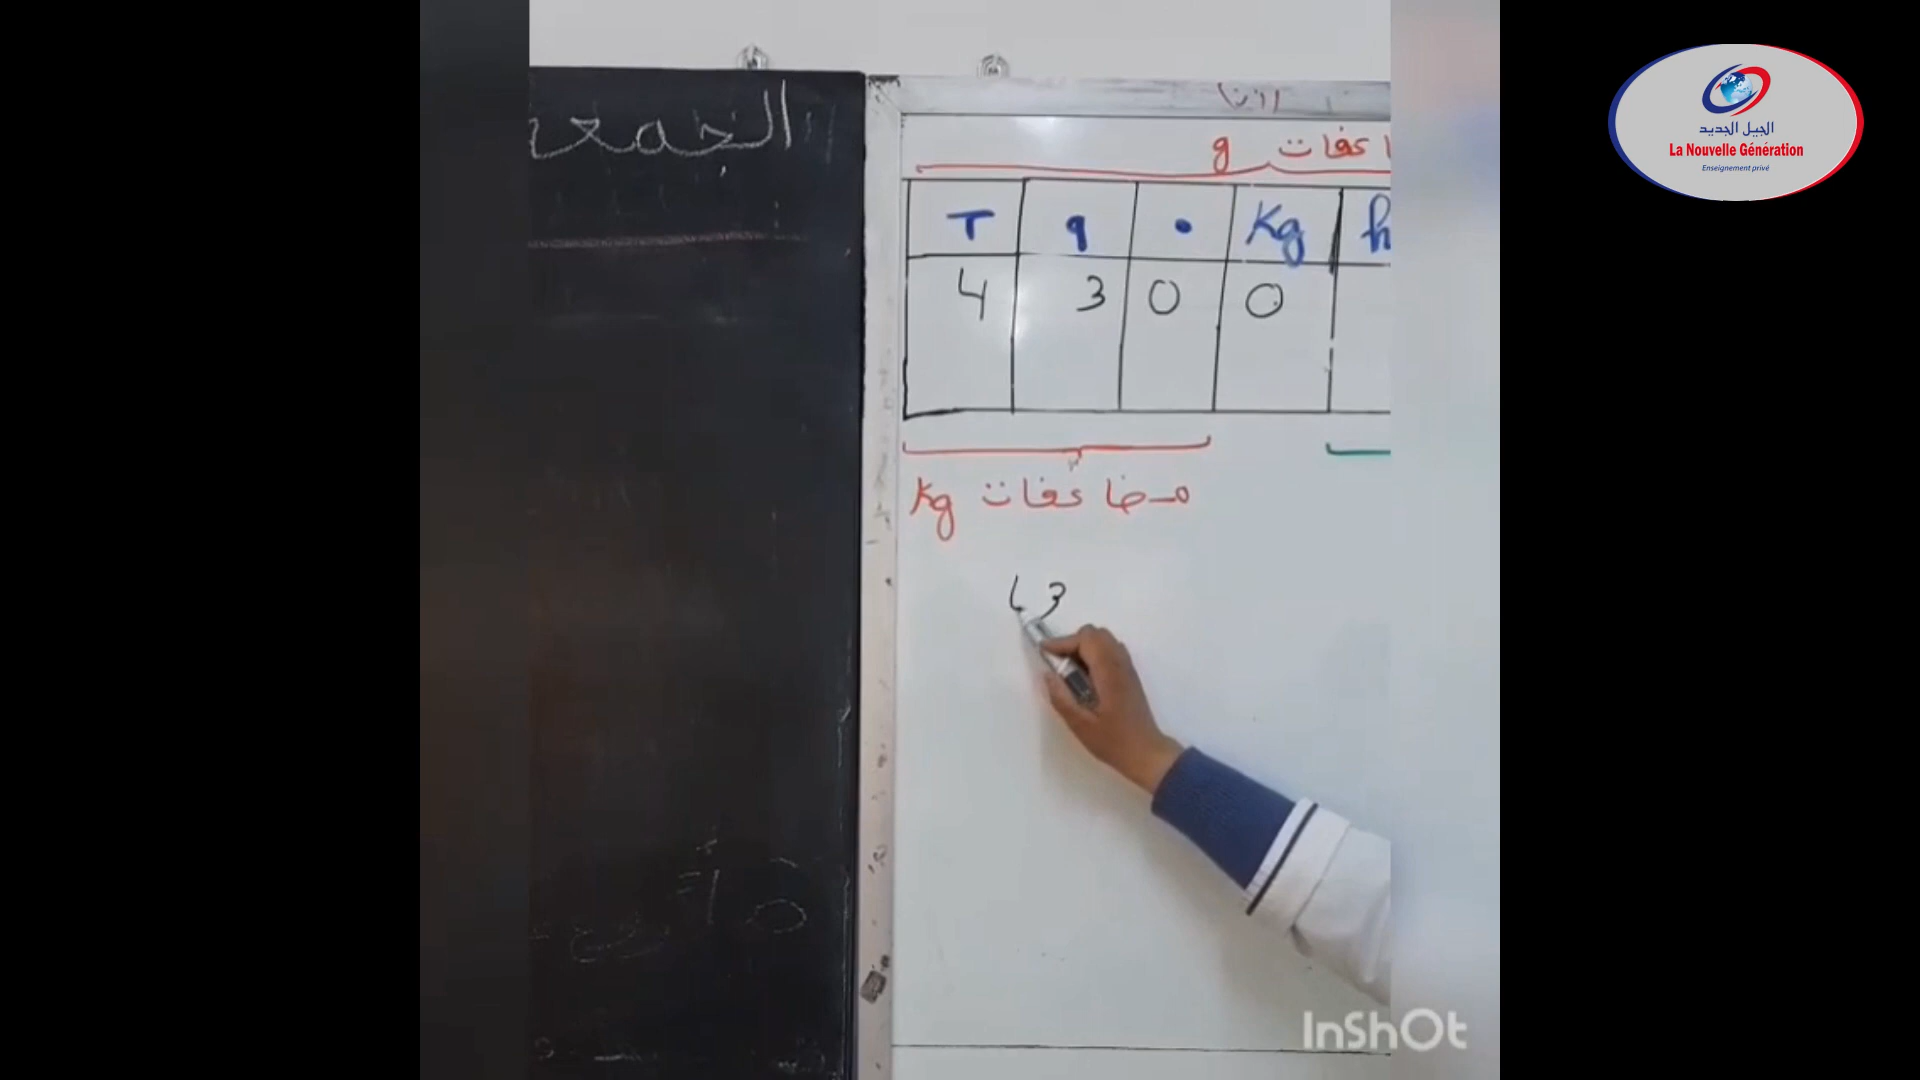 الجمعة
مضاعفات g
T q • Kg h
4 3 0 0
مضاعفات Kg
43
الجيل الجديد
La Nouvelle Génération
Enseignement privé
InShOt